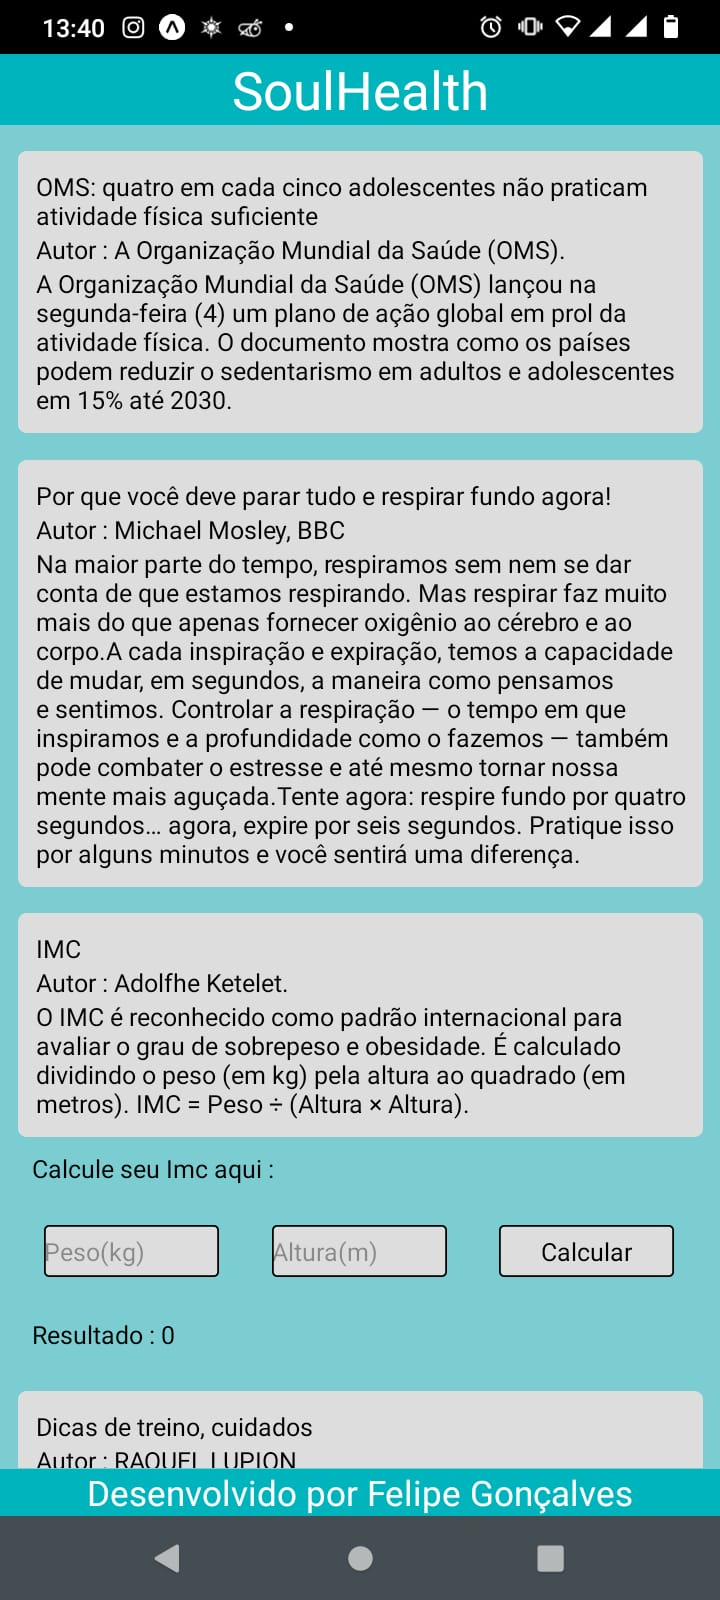 13:40
SoulHealth
OMS: quatro em cada cinco adolescentes não praticam
atividade física suficiente
Autor : A Organização Mundial da Saúde (OMS).
A Organização Mundial da Saúde (OMS) lançou na
segunda-feira (4) um plano de ação global em prol da
atividade física. O documento mostra como os países
podem reduzir o sedentarismo em adultos e adolescentes
em 15% até 2030.
Por que você deve parar tudo e respirar fundo agora!
Autor : Michael Mosley, BBC
Na maior parte do tempo, respiramos sem nem se dar
conta de que estamos respirando. Mas respirar faz muito
mais do que apenas fornecer oxigênio ao cérebro e ao
corpo.A cada inspiração e expiração, temos a capacidade
de mudar, em segundos, a maneira como pensamos
e sentimos. Controlar a respiração — o tempo em que
inspiramos e a profundidade como o fazemos — também
pode combater o estresse e até mesmo tornar nossa
mente mais aguçada.Tente agora: respire fundo por quatro
segundos... agora, expire por seis segundos. Pratique isso
por alguns minutos e você sentirá uma diferença.
IMC
Autor : Adolfhe Ketelet.
O IMC é reconhecido como padrão internacional para
avaliar o grau de sobrepeso e obesidade. É calculado
dividindo o peso (em kg) pela altura ao quadrado (em
metros). IMC = Peso ÷ (Altura × Altura).
Calcule seu Imc aqui :
Peso(kg) Altura(m) Calcular
Resultado : 0
Dicas de treino, cuidados
Autor : RAQUEL LUPION
Desenvolvido por Felipe Gonçalves